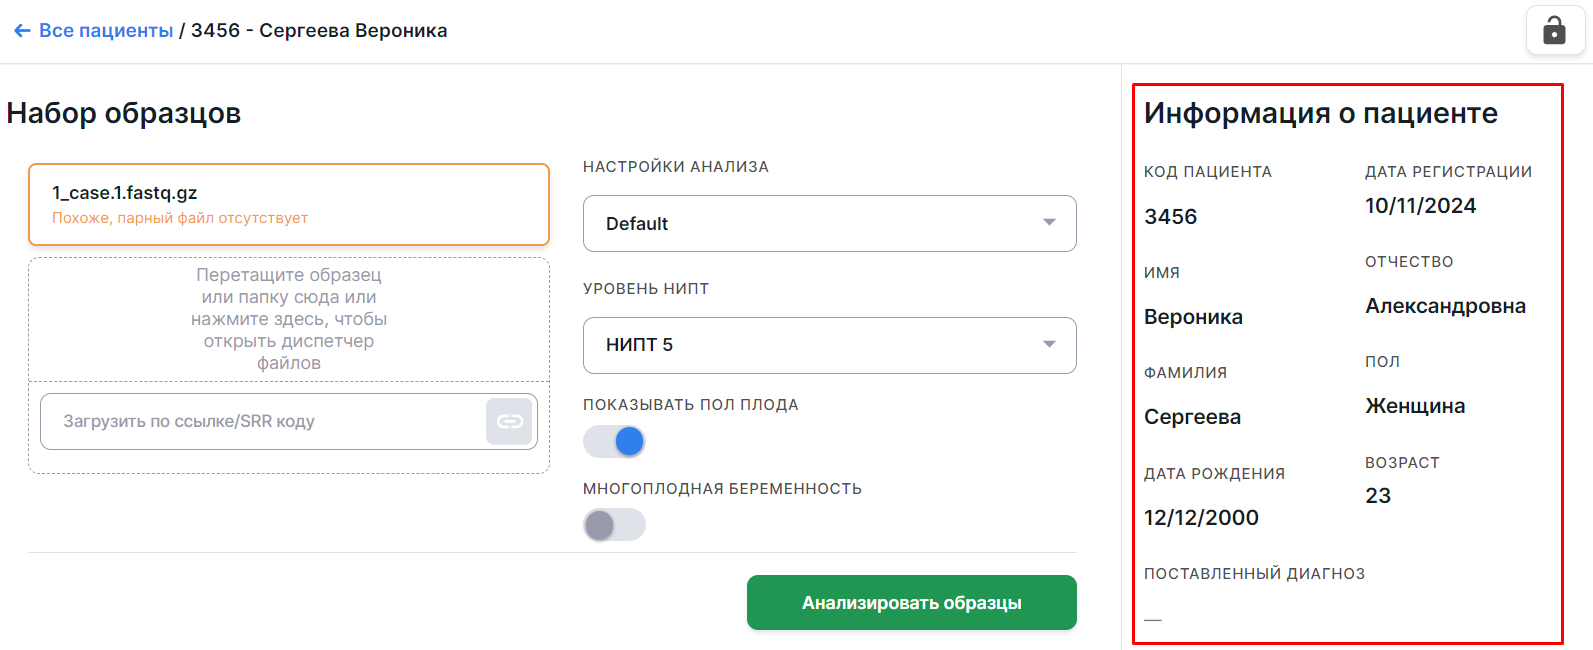 Все пациенты / 3456 - Сергеева Вероника
Набор образцов
1_case.1.fastq.gz
Похоже, парный файл отсутствует
Перетащите образец
или папку сюда или
нажмите здесь, чтобы
открыть диспетчер
файлов
Загрузить по ссылке/SRR коду
НАСТРОЙКИ АНАЛИЗА
Default
УРОВЕНЬ НИПТ
НИПТ 5
ПОКАЗЫВАТЬ ПОЛ ПЛОДА
МНОГОПЛОДНАЯ БЕРЕМЕННОСТЬ
Анализировать образцы
Информация о пациенте
КОД ПАЦИЕНТА
3456
ДАТА РЕГИСТРАЦИИ
10/11/2024
ИМЯ
Вероника
ОТЧЕСТВО
Александровна
ФАМИЛИЯ
Сергеева
ПОЛ
Женщина
ДАТА РОЖДЕНИЯ
12/12/2000
ВОЗРАСТ
23
ПОСТАВЛЕННЫЙ ДИАГНОЗ
—